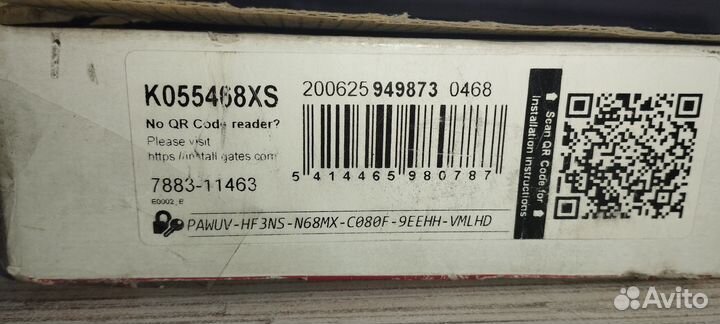 K055468XS
200625 949873 0468
No QR Code reader?
Please visit
https://install.gates.com
7883-11463
E0002_E
5 414465 980787
PAWUV-HF3NS-N68MX-C080F-9EEHH-VMLHD
Scan QR Code for
installation instructions
Avito